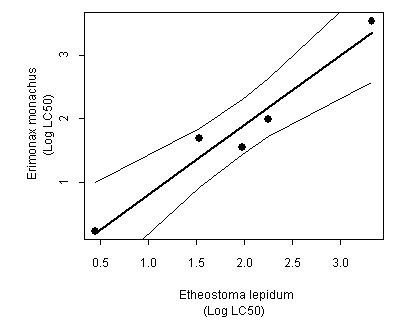 Erimonax monachus
(Log LC50)
3
2
1
0.5 1.0 1.5 2.0 2.5 3.0
Etheostoma lepidum
(Log LC50)